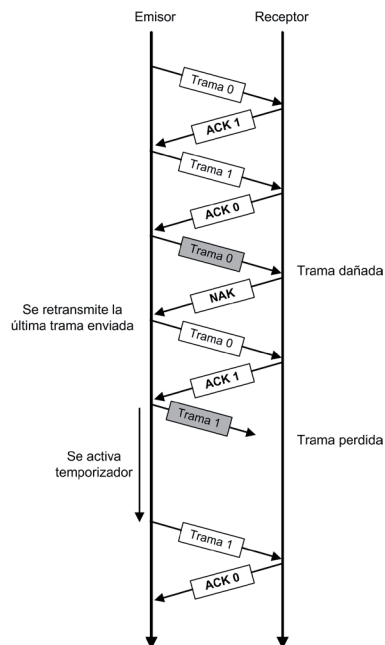 Emisor
Receptor
Trama 0
ACK 1
Trama 1
ACK 0
Trama 0
Trama dañada
NAK
Se retransmite la
última trama enviada
Trama 0
ACK 1
Trama 1
Trama perdida
Se activa
temporizador
Trama 1
ACK 0